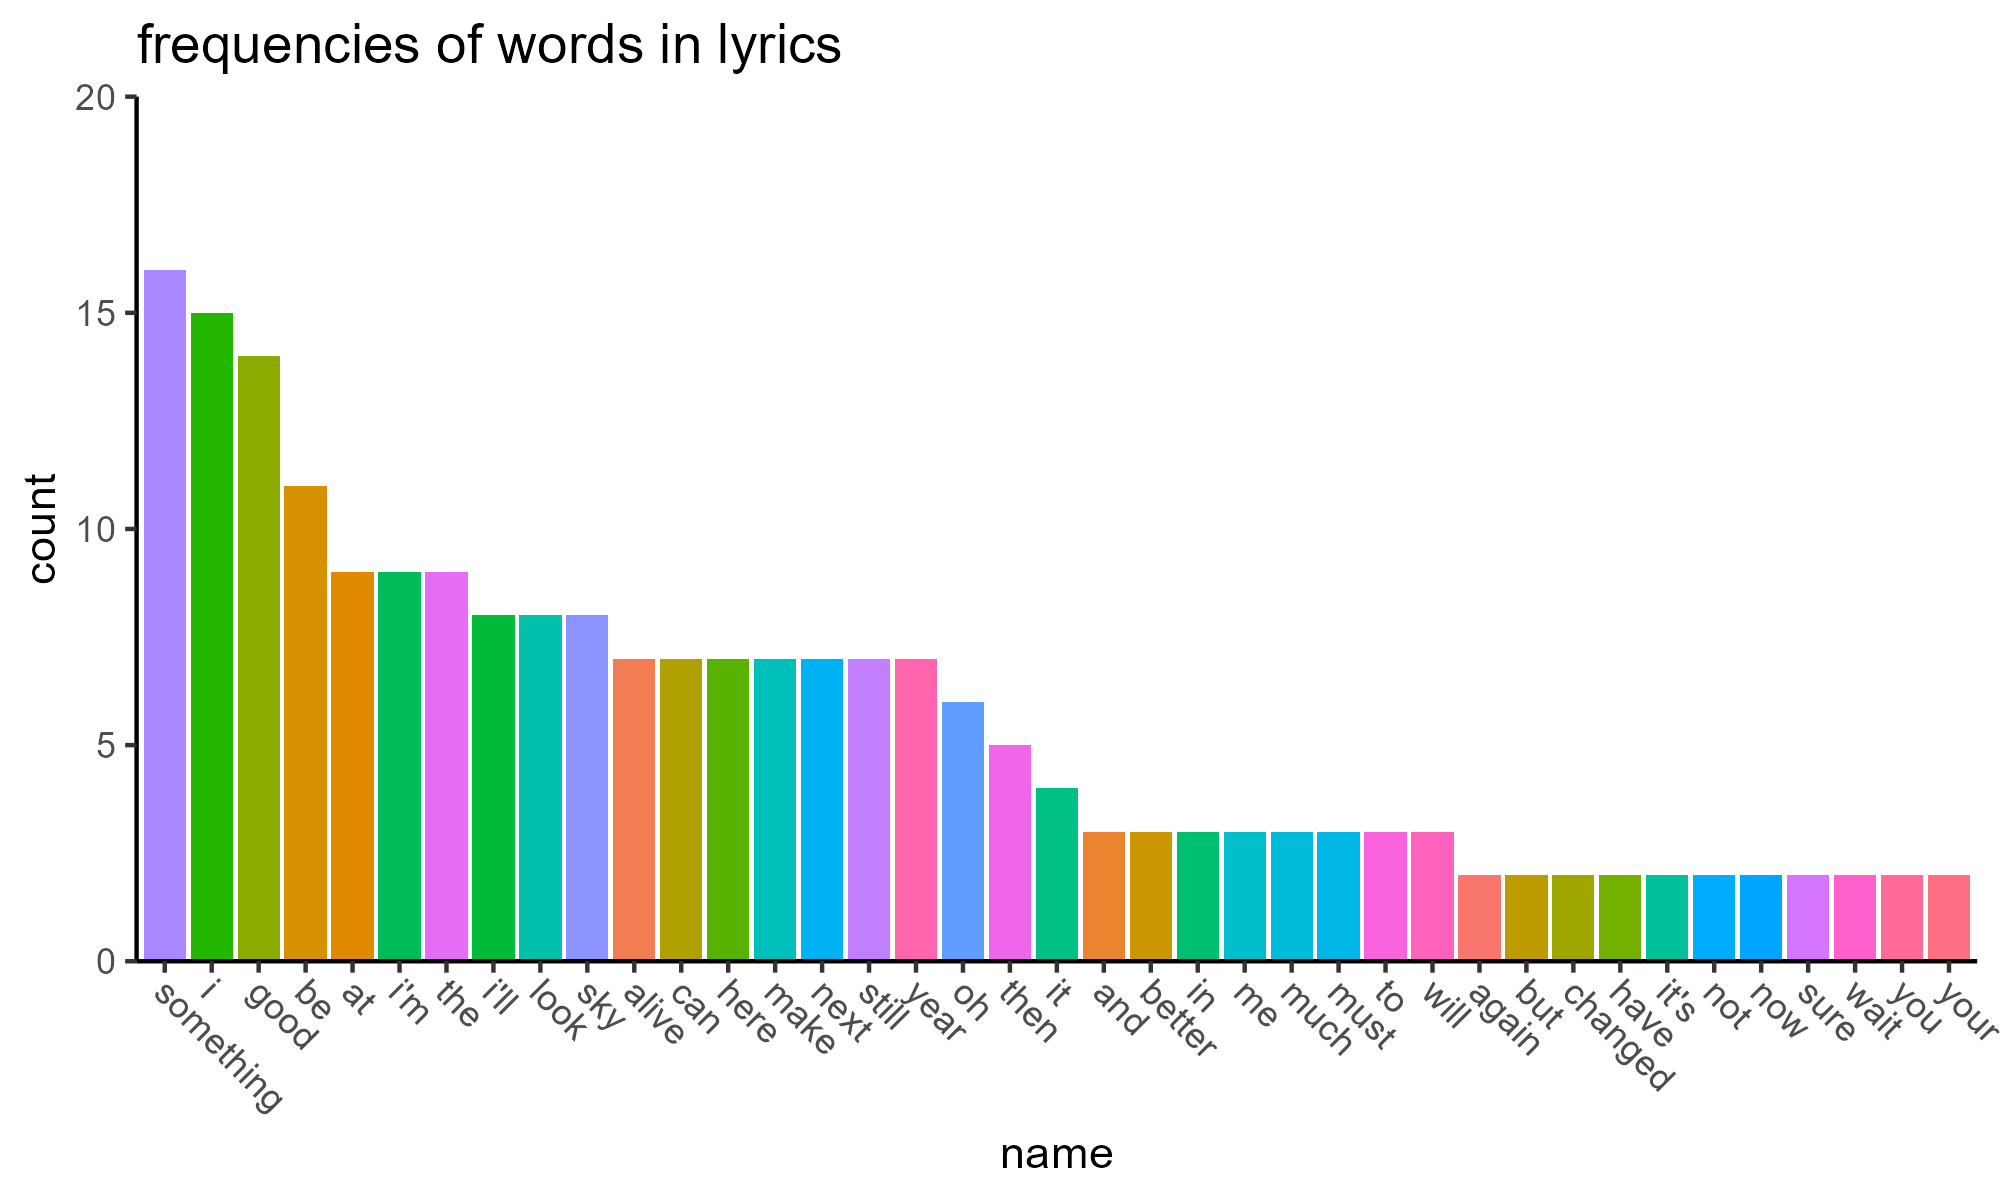 frequencies of words in lyrics
20
15
10
5
0
count
something i good be at i'm the i'll look sky alive can here make next still year oh then it and better in me much must to will again but changed have it's not now sure wait you your
name